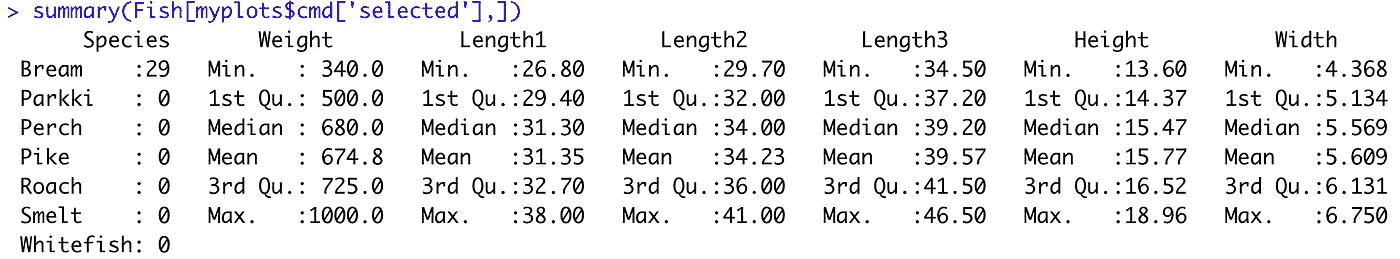 > summary(Fish[myplots$cmd['selected'],])
Species Weight Length1 Length2 Length3 Height Width
Bream :29 Min. : 340.0 Min. :26.80 Min. :29.70 Min. :34.50 Min. :13.60 Min. :4.368
Parkki : 0 1st Qu.: 500.0 1st Qu.:29.40 1st Qu.:32.00 1st Qu.:37.20 1st Qu.:14.37 1st Qu.:5.134
Perch : 0 Median : 680.0 Median :31.30 Median :34.00 Median :39.20 Median :15.47 Median :5.569
Pike : 0 Mean : 674.8 Mean :31.35 Mean :34.23 Mean :39.57 Mean :15.77 Mean :5.609
Roach : 0 3rd Qu.: 725.0 3rd Qu.:32.70 3rd Qu.:36.00 3rd Qu.:41.50 3rd Qu.:16.52 3rd Qu.:6.131
Smelt : 0 Max. :1000.0 Max. :38.00 Max. :41.00 Max. :46.50 Max. :18.96 Max. :6.750
Whitefish: 0